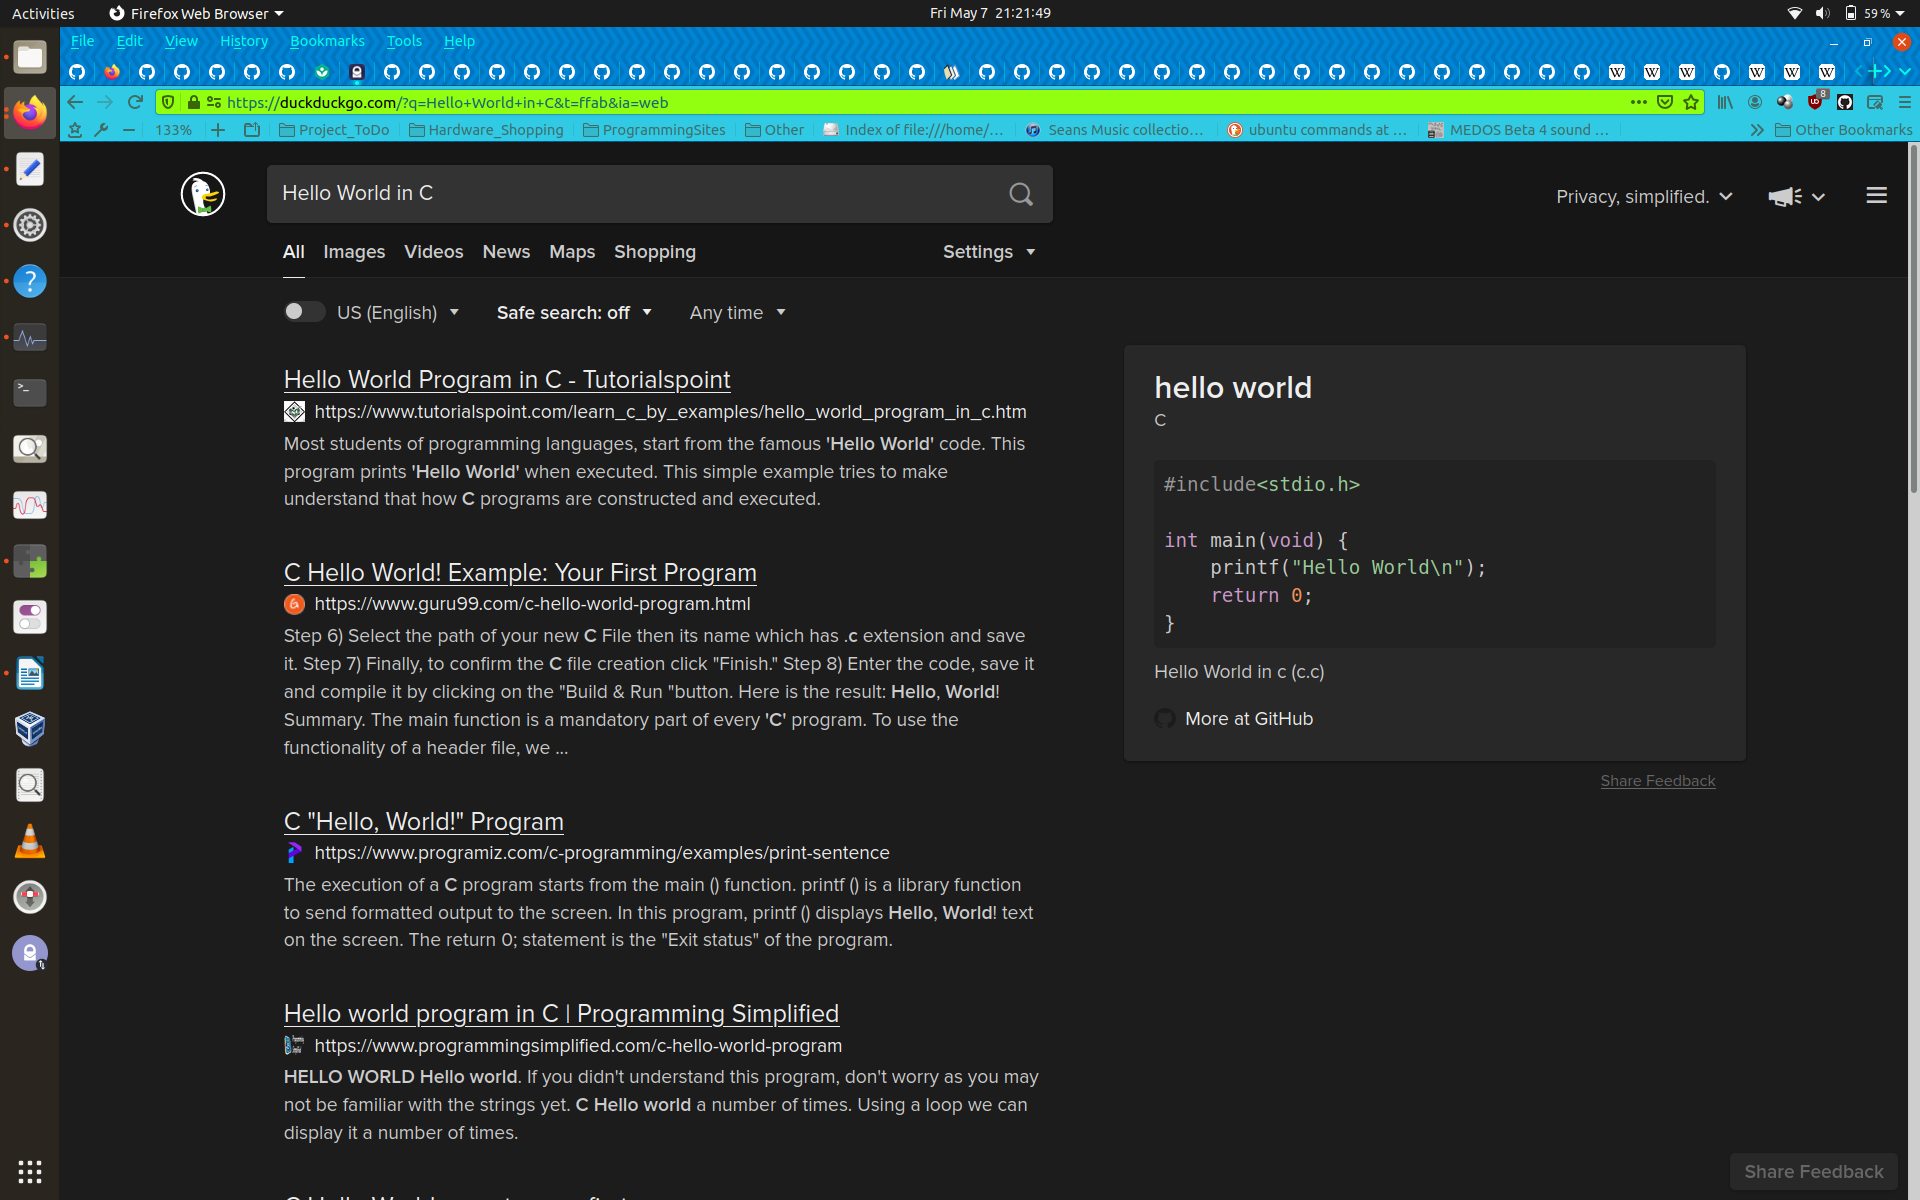 Activities
Firefox Web Browser
Fri May 7 21:21:49
59 %
File Edit View History Bookmarks Tools Help
https://duckduckgo.com/?q=Hello+World+in+C&t=ffab&ia=web
8
133%
Project_ToDo
Hardware_Shopping
ProgrammingSites
Other
Index of file:///home/...
Seans Music collectio...
ubuntu commands at ...
MEDOS Beta 4 sound ...
Other Bookmarks
Hello World in C
Privacy, simplified.
All Images Videos News Maps Shopping
Settings
US (English)
Safe search: off
Any time
Hello World Program in C - Tutorialspoint
https://www.tutorialspoint.com/learn_c_by_examples/hello_world_program_in_c.htm
Most students of programming languages, start from the famous 'Hello World' code. This
program prints 'Hello World' when executed. This simple example tries to make
understand that how C programs are constructed and executed.
C Hello World! Example: Your First Program
https://www.guru99.com/c-hello-world-program.html
Step 6) Select the path of your new C File then its name which has .c extension and save
it. Step 7) Finally, to confirm the C file creation click "Finish." Step 8) Enter the code, save it
and compile it by clicking on the "Build & Run "button. Here is the result: Hello, World!
Summary. The main function is a mandatory part of every 'C' program. To use the
functionality of a header file, we ...
C "Hello, World!" Program
https://www.programiz.com/c-programming/examples/print-sentence
The execution of a C program starts from the main () function. printf () is a library function
to send formatted output to the screen. In this program, printf () displays Hello, World! text
on the screen. The return 0; statement is the "Exit status" of the program.
Hello world program in C | Programming Simplified
https://www.programmingsimplified.com/c-hello-world-program
HELLO WORLD Hello world. If you didn't understand this program, don't worry as you may
not be familiar with the strings yet. C Hello world a number of times. Using a loop we can
display it a number of times.
hello world
C
#include<stdio.h>
int main(void) {
    printf("Hello World\n");
    return 0;
}
Hello World in c (c.c)
More at GitHub
Share Feedback
Share Feedback